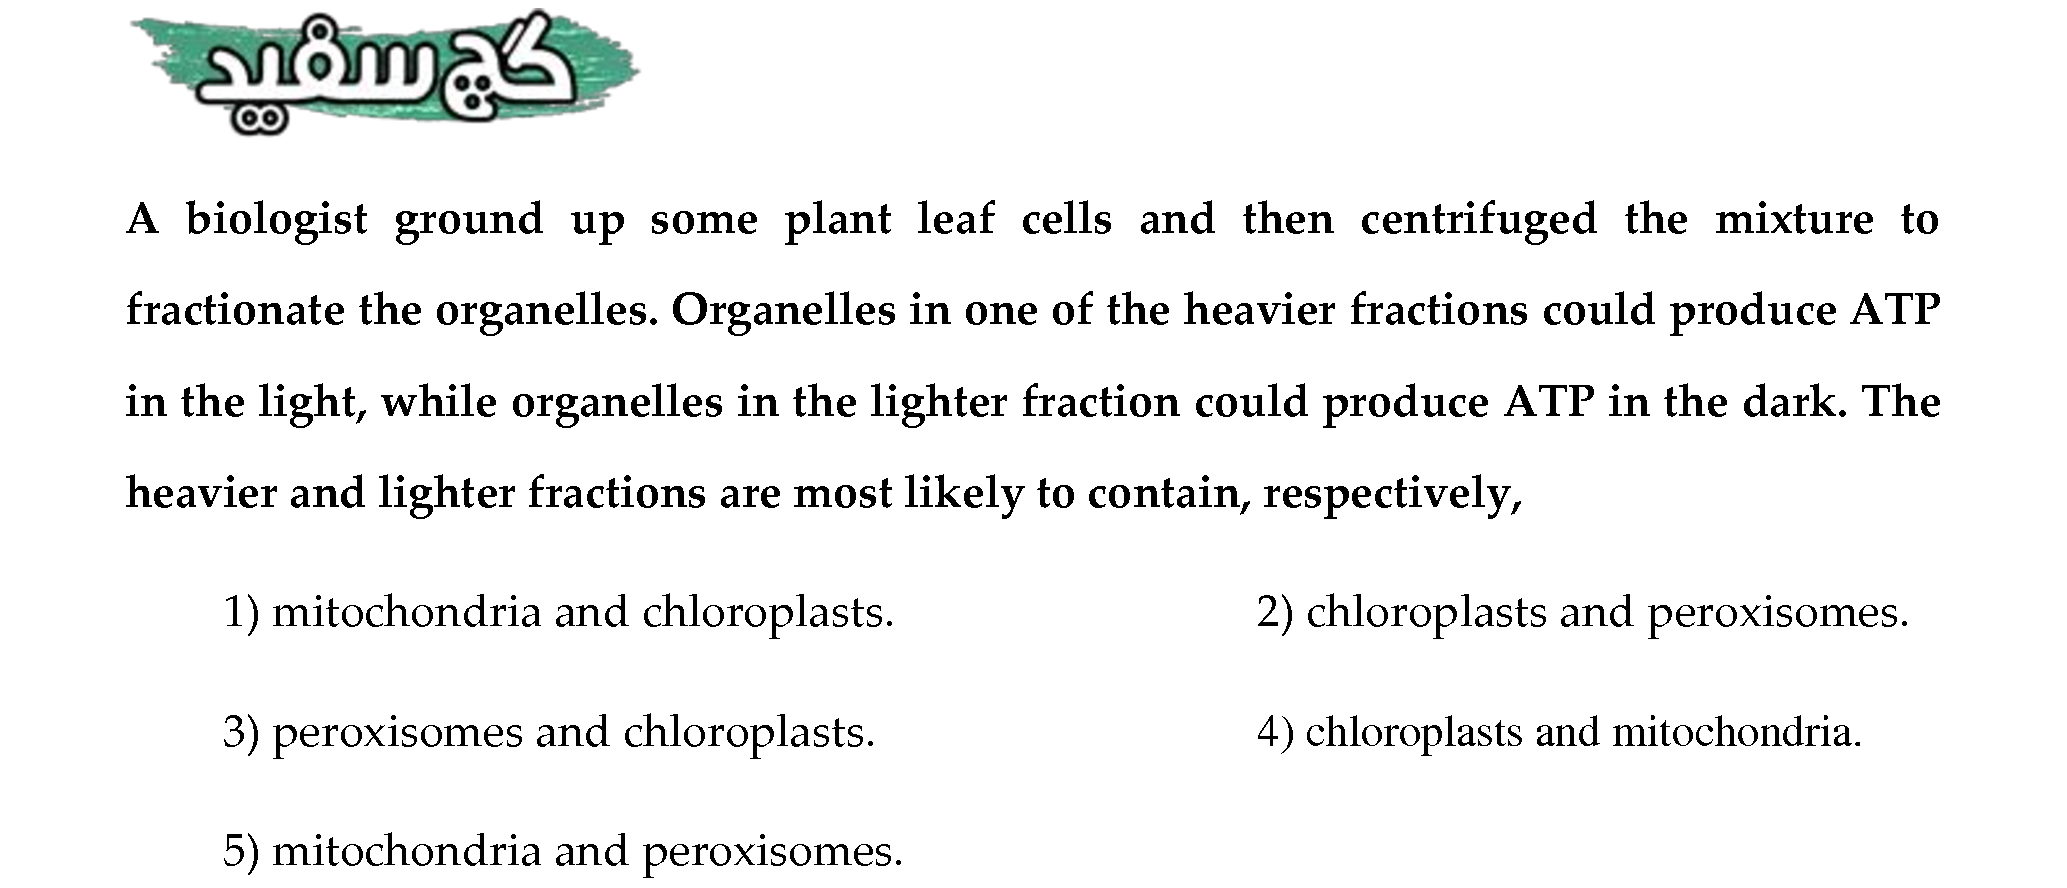 کچ سفید
A biologist ground up some plant leaf cells and then centrifuged the mixture to
fractionate the organelles. Organelles in one of the heavier fractions could produce ATP
in the light, while organelles in the lighter fraction could produce ATP in the dark. The
heavier and lighter fractions are most likely to contain, respectively,
1) mitochondria and chloroplasts. 2) chloroplasts and peroxisomes.
3) peroxisomes and chloroplasts. 4) chloroplasts and mitochondria.
5) mitochondria and peroxisomes.